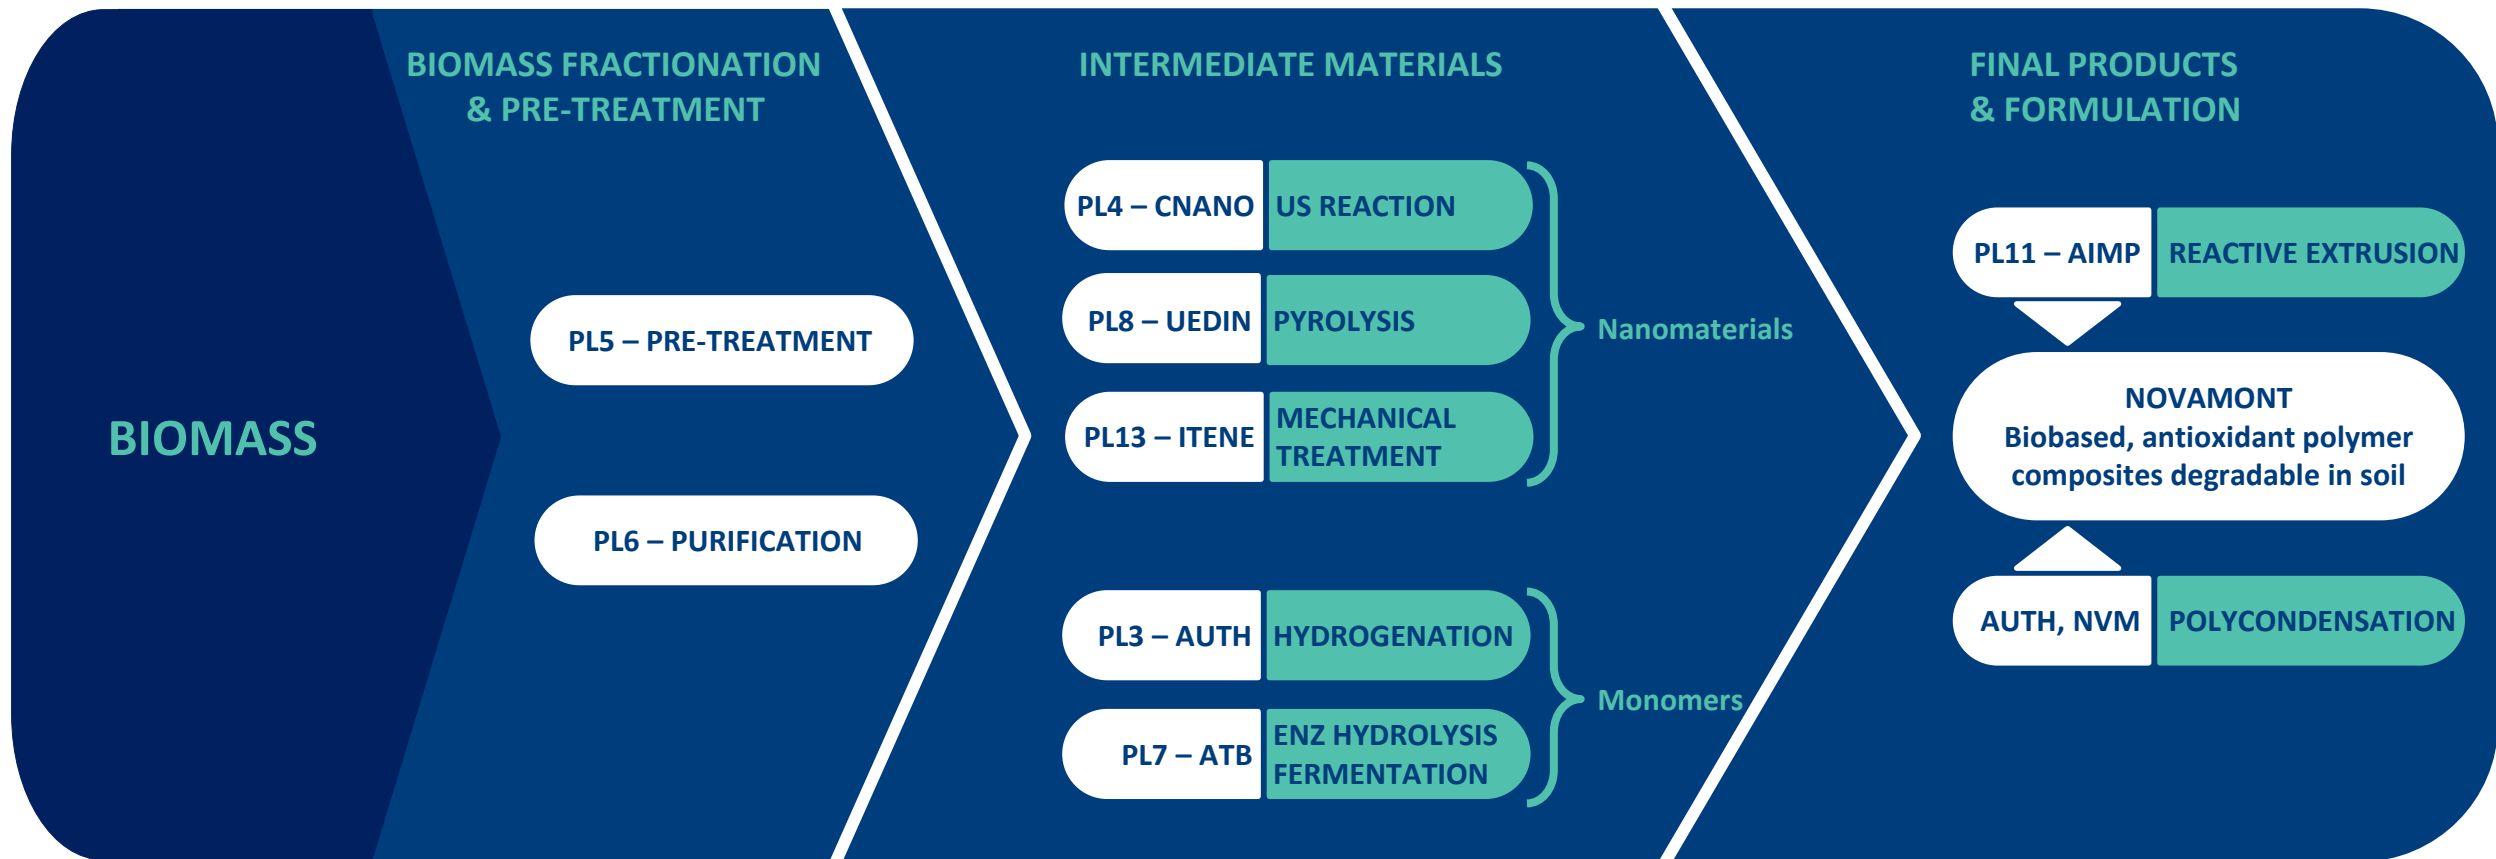 BIOMASS
BIOMASS FRACTIONATION
& PRE-TREATMENT
PL5 – PRE-TREATMENT
PL6 – PURIFICATION
INTERMEDIATE MATERIALS
PL4 – CNANO
US REACTION
PL8 – UEDIN
PYROLYSIS
PL13 – ITENE
MECHANICAL
TREATMENT
Nanomaterials
PL3 – AUTH
HYDROGENATION
PL7 – ATB
ENZ HYDROLYSIS
FERMENTATION
Monomers
FINAL PRODUCTS
& FORMULATION
PL11 – AIMP
REACTIVE EXTRUSION
NOVAMONT
Biobased, antioxidant polymer
composites degradable in soil
AUTH, NVM
POLYCONDENSATION